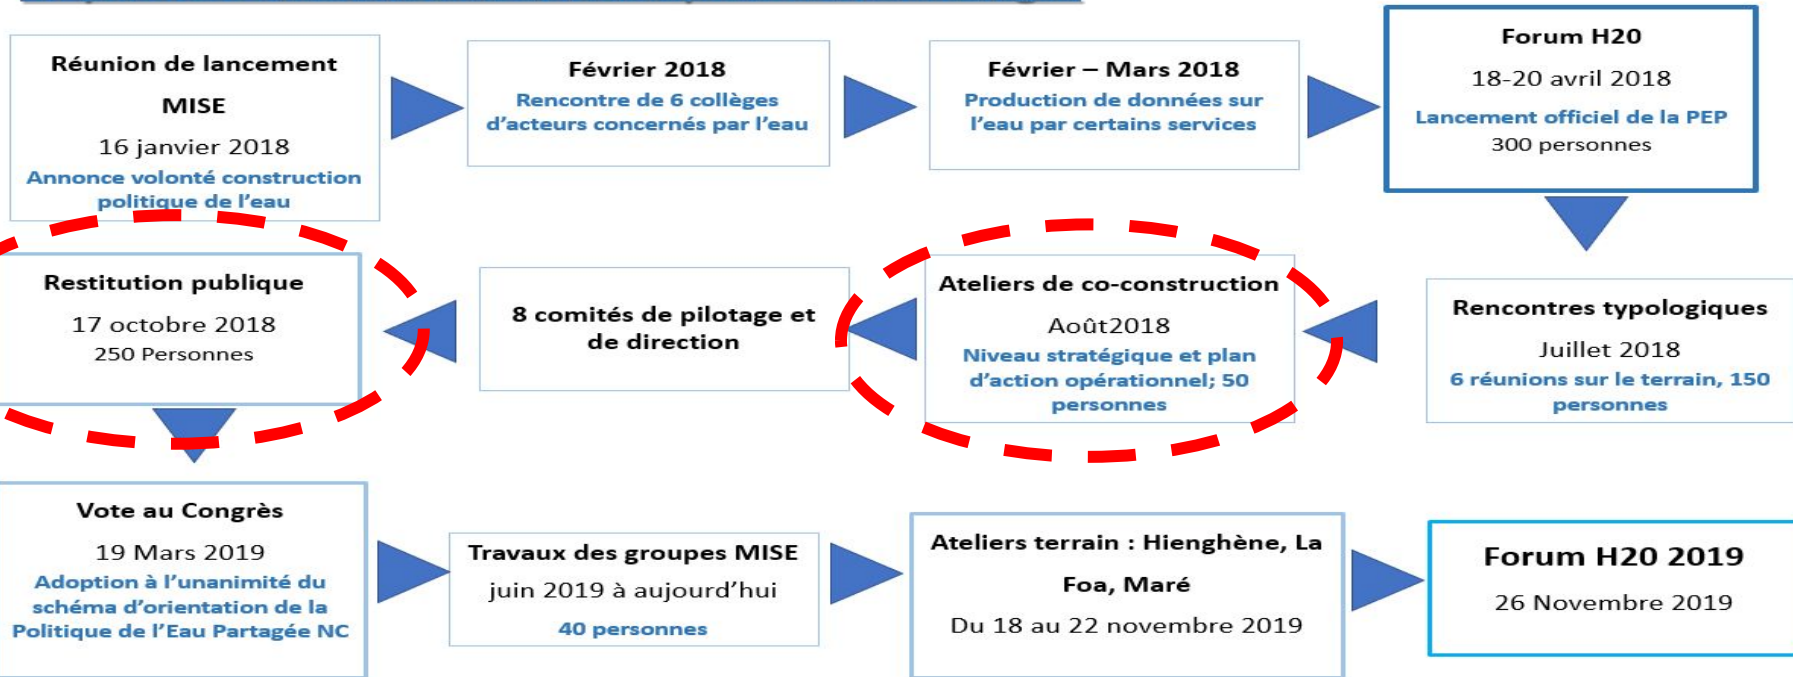 Réunion de lancement
MISE
16 janvier 2018
Annonce volonté construction
politique de l'eau
Février 2018
Rencontre de 6 collèges
d'acteurs concernés par l'eau
Février – Mars 2018
Production de données sur
l'eau par certains services
Forum H20
18-20 avril 2018
Lancement officiel de la PEP
300 personnes
Rencontres typologiques
Juillet 2018
6 réunions sur le terrain, 150
personnes
Ateliers de co-construction
Août2018
Niveau stratégique et plan
d'action opérationnel; 50
personnes
8 comités de pilotage et
de direction
Restitution publique
17 octobre 2018
250 Personnes
Vote au Congrès
19 Mars 2019
Adoption à l'unanimité du
schéma d'orientation de la
Politique de l'Eau Partagée NC
Travaux des groupes MISE
juin 2019 à aujourd'hui
40 personnes
Ateliers terrain : Hienghène, La
Foa, Maré
Du 18 au 22 novembre 2019
Forum H20 2019
26 Novembre 2019